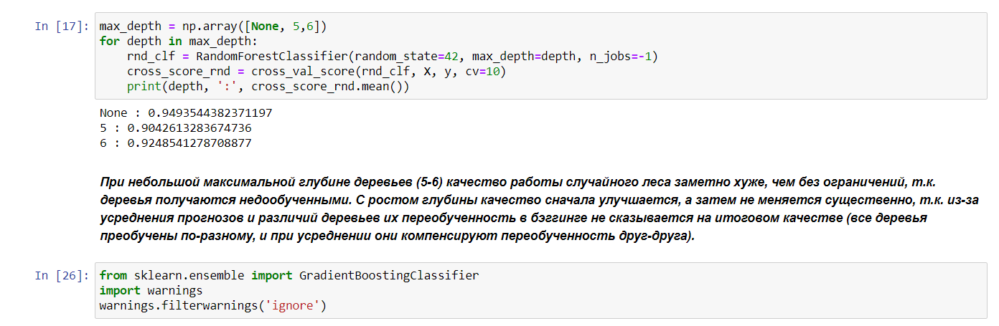 In [17]: max_depth = np.array([None, 5,6])
for depth in max_depth:
    rnd_clf = RandomForestClassifier(random_state=42, max_depth=depth, n_jobs=-1)
    cross_score_rnd = cross_val_score(rnd_clf, X, y, cv=10)
    print(depth, ':', cross_score_rnd.mean())
None : 0.9493544382371197
5 : 0.9042613283674736
6 : 0.9248541278708877
При небольшой максимальной глубине деревьев (5-6) качество работы случайного леса заметно хуже, чем без ограничений, т.к.
деревья получаются недообученными. С ростом глубины качество сначала улучшается, а затем не меняется существенно, т.к. из-за
усреднения прогнозов и различий деревьев их переобученность в бэггинге не сказывается на итоговом качестве (все деревья
преобучены по-разному, и при усреднении они компенсируют переобученность друг-друга).
In [26]: from sklearn.ensemble import GradientBoostingClassifier
import warnings
warnings.filterwarnings('ignore')